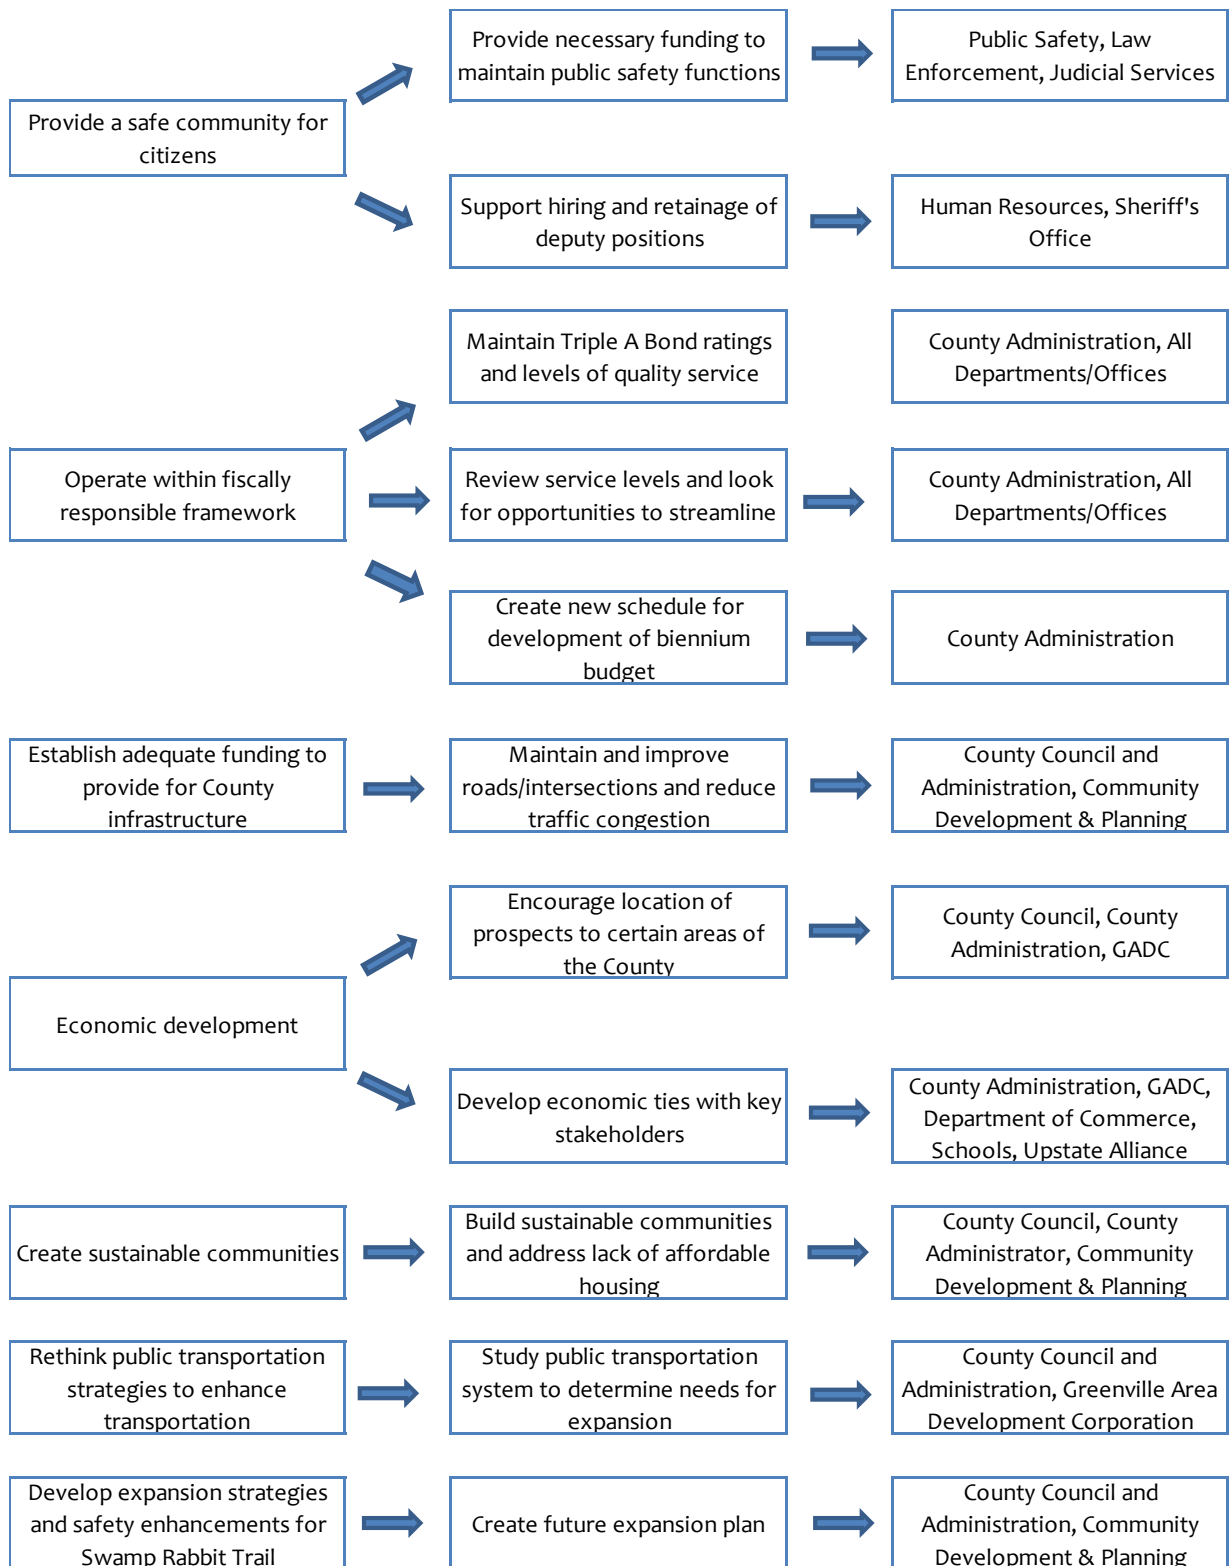 Provide necessary funding to
maintain public safety functions
Public Safety, Law
Enforcement, Judicial Services
Provide a safe community for
citizens
Support hiring and retainage of
deputy positions
Human Resources, Sheriff's
Office
Maintain Triple A Bond ratings
and levels of quality service
County Administration, All
Departments/Offices
Operate within fiscally
responsible framework
Review service levels and look
for opportunities to streamline
County Administration, All
Departments/Offices
Create new schedule for
development of biennium
budget
County Administration
Establish adequate funding to
provide for County
infrastructure
Maintain and improve
roads/intersections and reduce
traffic congestion
County Council and
Administration, Community
Development & Planning
Encourage location of
prospects to certain areas of
the County
County Council, County
Administration, GADC
Economic development
Develop economic ties with key
stakeholders
County Administration, GADC,
Department of Commerce,
Schools, Upstate Alliance
Create sustainable communities
Build sustainable communities
and address lack of affordable
housing
County Council, County
Administrator, Community
Development & Planning
Rethink public transportation
strategies to enhance
transportation
Study public transportation
system to determine needs for
expansion
County Council and
Administration, Greenville Area
Development Corporation
Develop expansion strategies
and safety enhancements for
Swamp Rabbit Trail
Create future expansion plan
County Council and
Administration, Community
Development & Planning